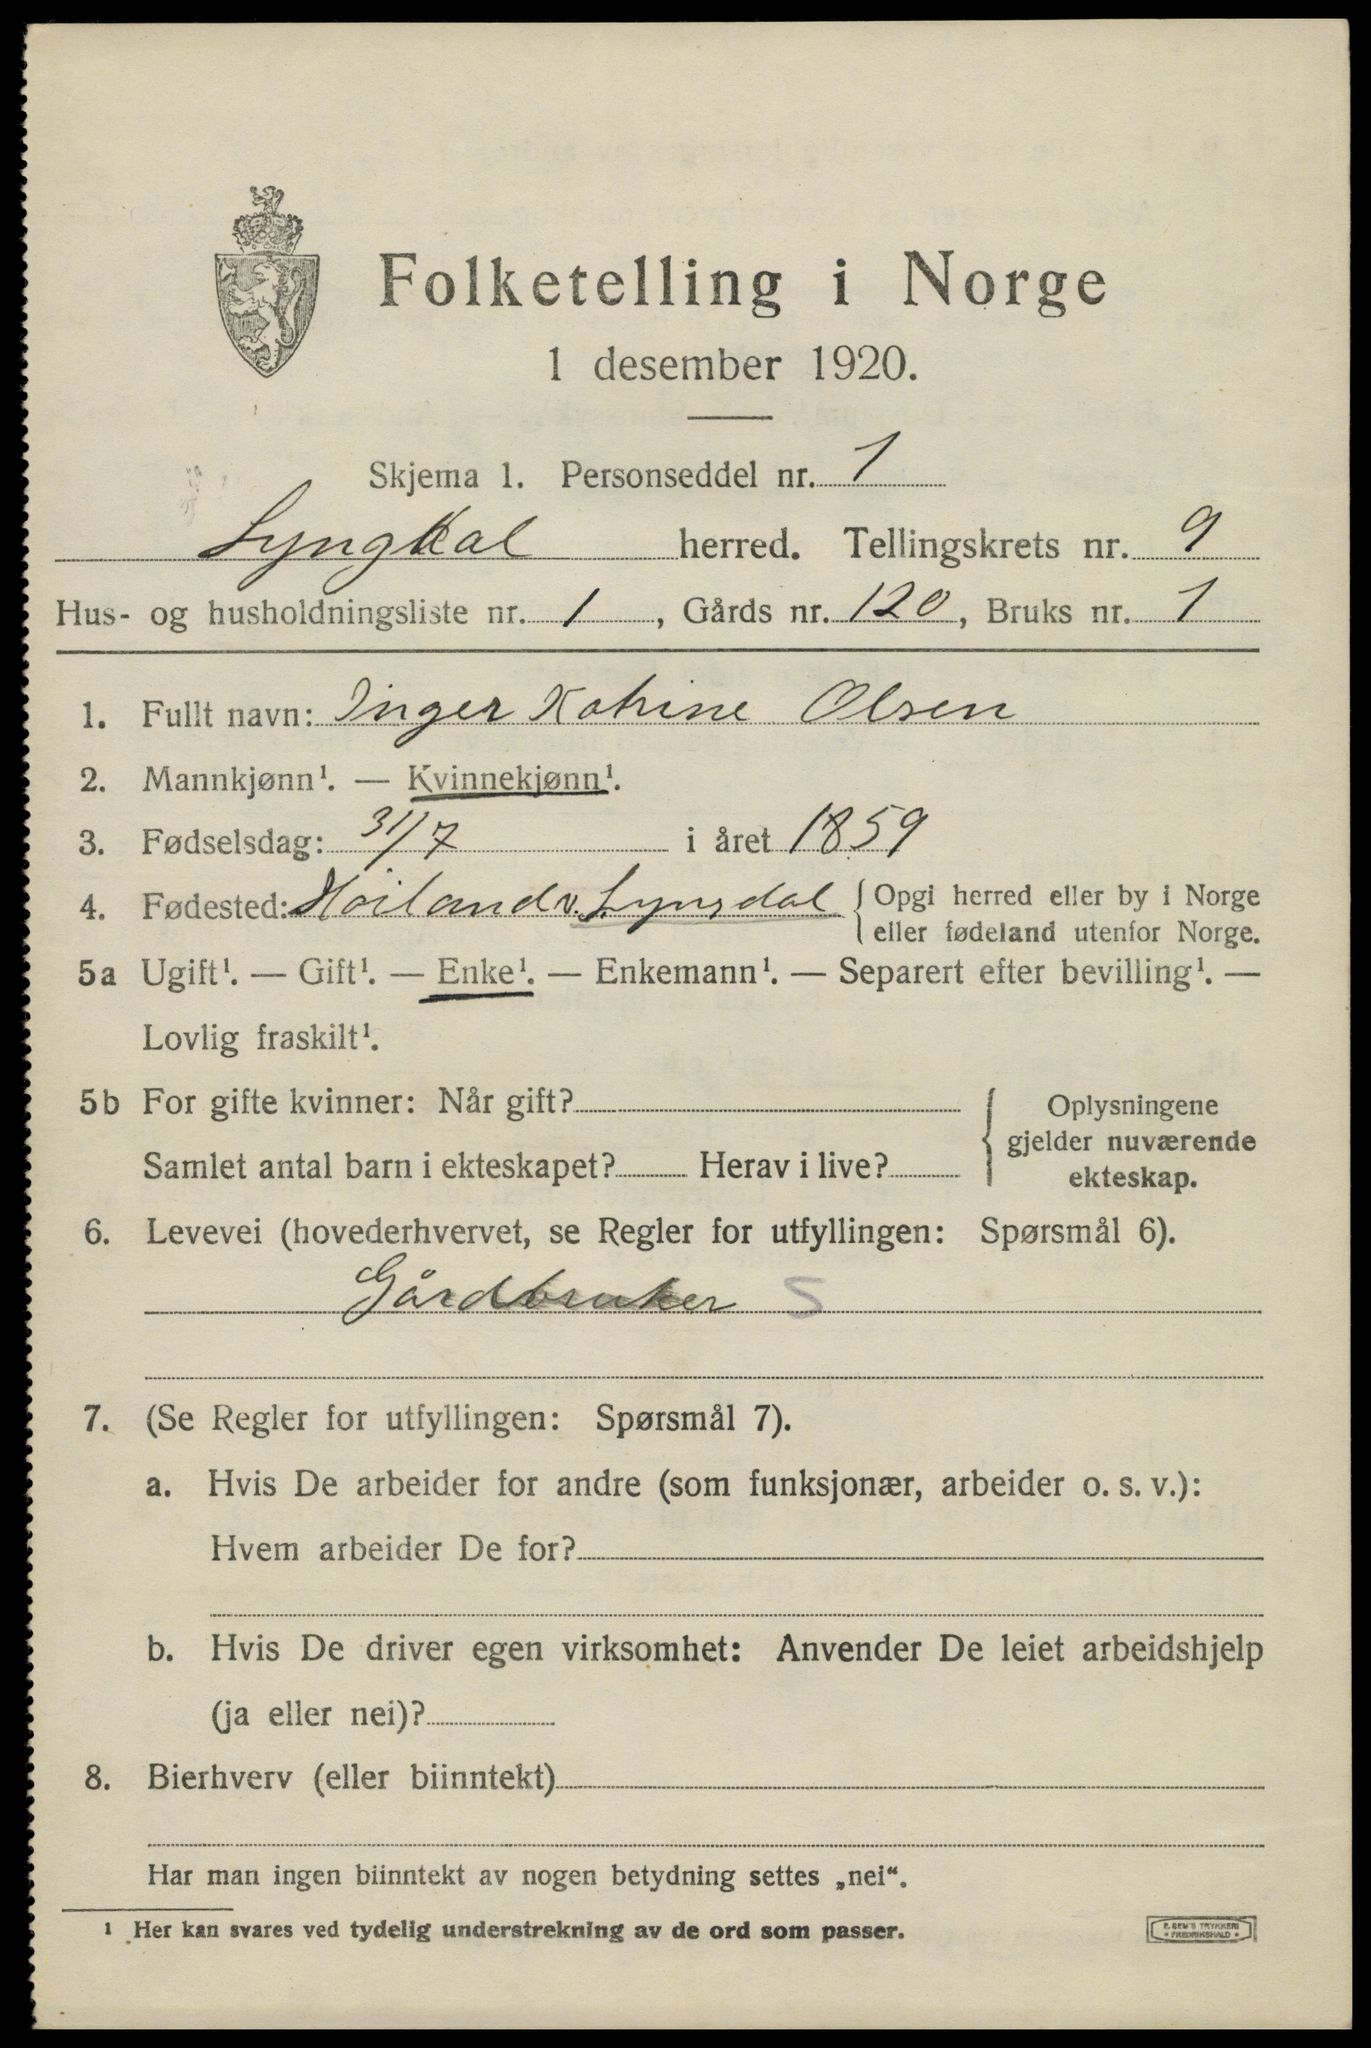 Folketelling i Norge
1 desember 1920.
Skjema 1. Personseddel nr. 1
Lyngdal herred. Tellingskrets nr. 9
Hus- og husholdningsliste nr. 1, Gårds nr. 120, Bruks nr. 1
1. Fullt navn: Inger Katrine Olsen
2. Mannkjønn¹. — Kvinnekjønn¹.
3. Fødselsdag: 31/7 i året 1859
4. Fødested: Høiland v. Lyngdal { Opgi herred eller by i Norge
eller fødeland utenfor Norge.
5a Ugift¹. — Gift¹. — Enke¹. — Enkemann¹. — Separert efter bevilling¹. —
Lovlig fraskilt¹.
5b For gifte kvinner: Når gift?
Samlet antal barn i ekteskapet? Herav i live?
{ Oplysningene
gjelder nuværende
ekteskap.
6. Levevei (hovederhvervet, se Regler for utfyllingen: Spørsmål 6).
Gårdbruker S
7. (Se Regler for utfyllingen: Spørsmål 7).
a. Hvis De arbeider for andre (som funksjonær, arbeider o. s. v.):
Hvem arbeider De for?
b. Hvis De driver egen virksomhet: Anvender De leiet arbeidshjelp
(ja eller nei)?
8. Bierhverv (eller biinntekt)
Har man ingen biinntekt av nogen betydning settes „nei“.
¹ Her kan svares ved tydelig understrekning av de ord som passer.
E. SEM'S TRYKKERI
• FREDRIKSHALD •